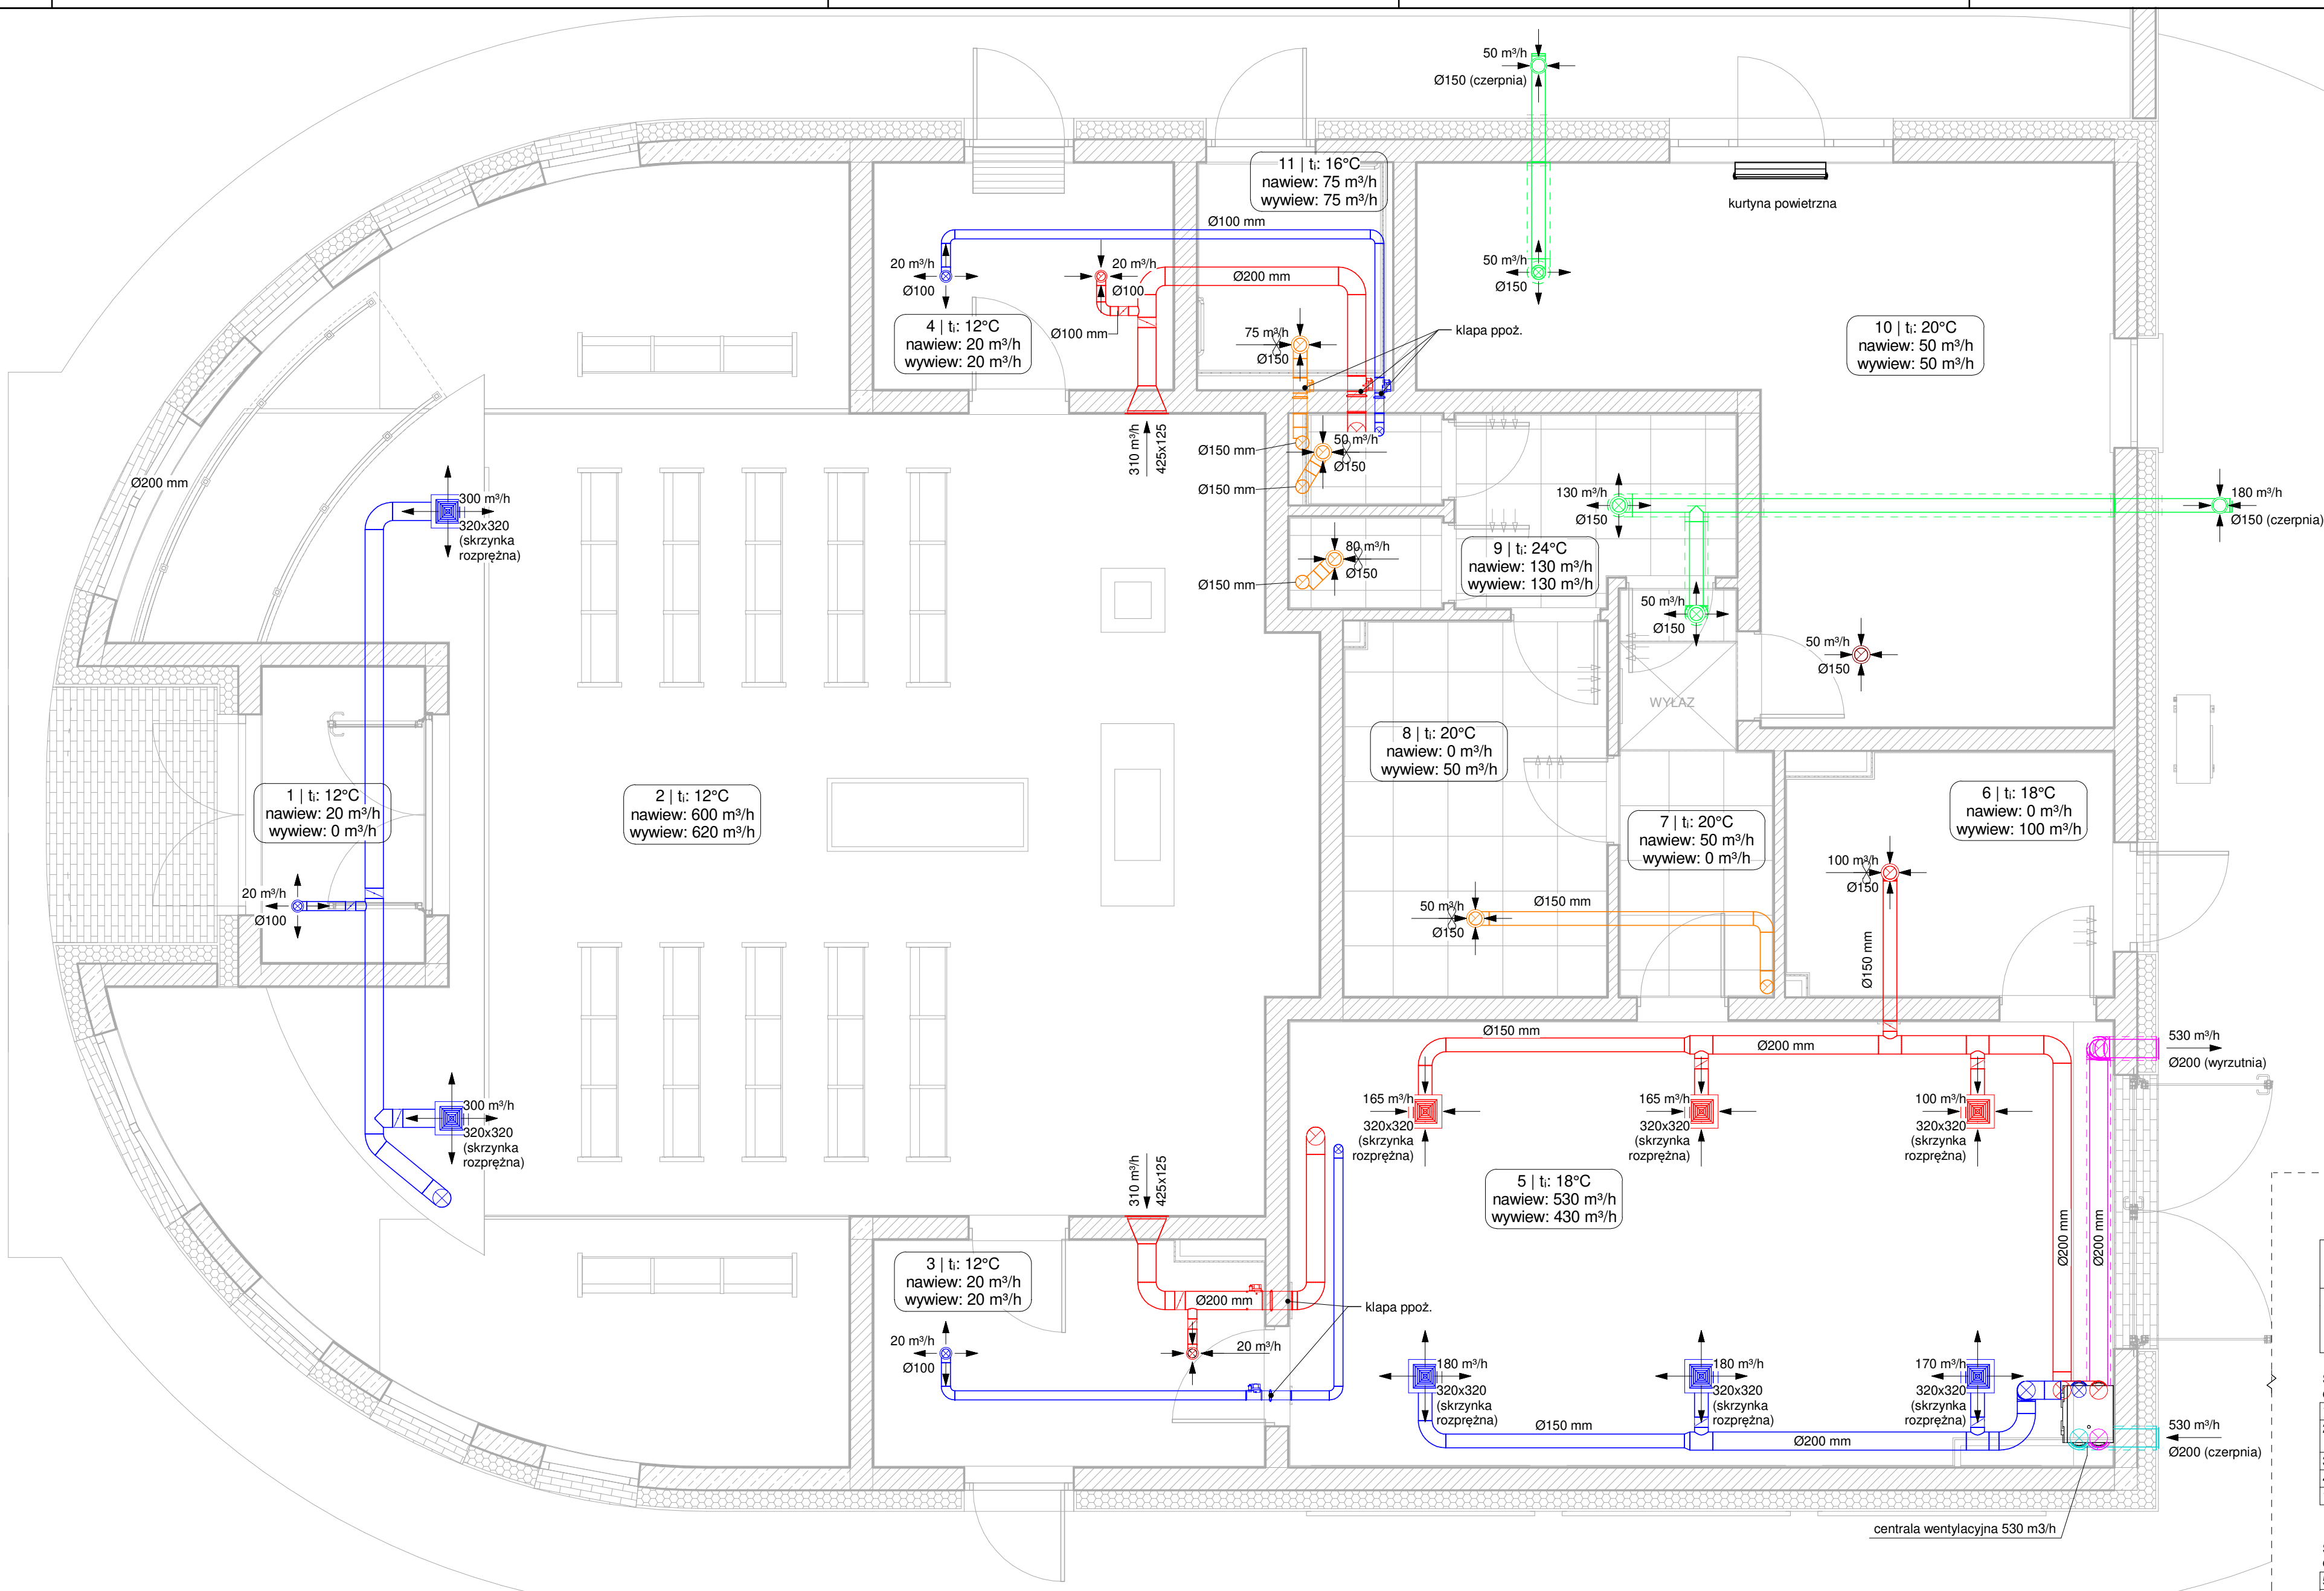 50 m³/h
Ø150 (czerpnia)
11 | tᵢ: 16°C
nawiew: 75 m³/h
wywiew: 75 m³/h
kurtyna powietrzna
Ø100 mm
20 m³/h
Ø100
20 m³/h
Ø100
Ø200 mm
50 m³/h
Ø150
4 | tᵢ: 12°C
nawiew: 20 m³/h
wywiew: 20 m³/h
Ø100 mm
75 m³/h
Ø150
klapa ppoż.
10 | tᵢ: 20°C
nawiew: 50 m³/h
wywiew: 50 m³/h
310 m³/h
425x125
Ø150 mm
50 m³/h
Ø150
Ø150 mm
Ø200 mm
300 m³/h
320x320
(skrzynka
rozprężna)
130 m³/h
Ø150
180 m³/h
Ø150 (czerpnia)
80 m³/h
Ø150
Ø150 mm
9 | tᵢ: 24°C
nawiew: 130 m³/h
wywiew: 130 m³/h
50 m³/h
Ø150
50 m³/h
Ø150
WYŁAZ
8 | tᵢ: 20°C
nawiew: 0 m³/h
wywiew: 50 m³/h
1 | tᵢ: 12°C
nawiew: 20 m³/h
wywiew: 0 m³/h
2 | tᵢ: 12°C
nawiew: 600 m³/h
wywiew: 620 m³/h
7 | tᵢ: 20°C
nawiew: 50 m³/h
wywiew: 0 m³/h
6 | tᵢ: 18°C
nawiew: 0 m³/h
wywiew: 100 m³/h
100 m³/h
Ø150
20 m³/h
Ø100
50 m³/h
Ø150
Ø150 mm
Ø150 mm
Ø150 mm
Ø200 mm
530 m³/h
Ø200 (wyrzutnia)
300 m³/h
320x320
(skrzynka
rozprężna)
165 m³/h
320x320
(skrzynka
rozprężna)
165 m³/h
320x320
(skrzynka
rozprężna)
100 m³/h
320x320
(skrzynka
rozprężna)
310 m³/h
425x125
5 | tᵢ: 18°C
nawiew: 530 m³/h
wywiew: 430 m³/h
Ø200 mm
Ø200 mm
3 | tᵢ: 12°C
nawiew: 20 m³/h
wywiew: 20 m³/h
Ø200 mm
klapa ppoż.
20 m³/h
Ø100
20 m³/h
180 m³/h
320x320
(skrzynka
rozprężna)
180 m³/h
320x320
(skrzynka
rozprężna)
170 m³/h
320x320
(skrzynka
rozprężna)
Ø150 mm
Ø200 mm
530 m³/h
Ø200 (czerpnia)
centrala wentylacyjna 530 m3/h